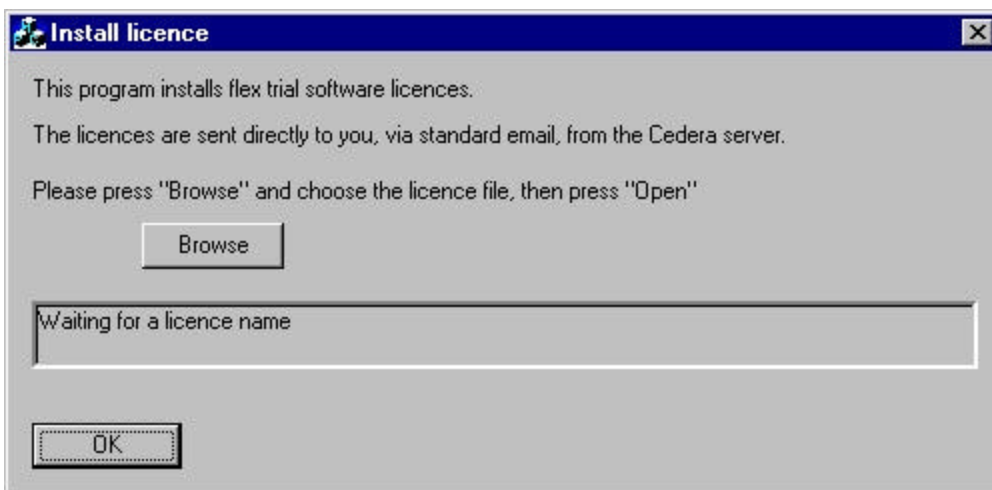 Install licence
This program installs flex trial software licences.
The licences are sent directly to you, via standard email, from the Cedera server.
Please press "Browse" and choose the licence file, then press "Open"
Browse
Waiting for a licence name
OK